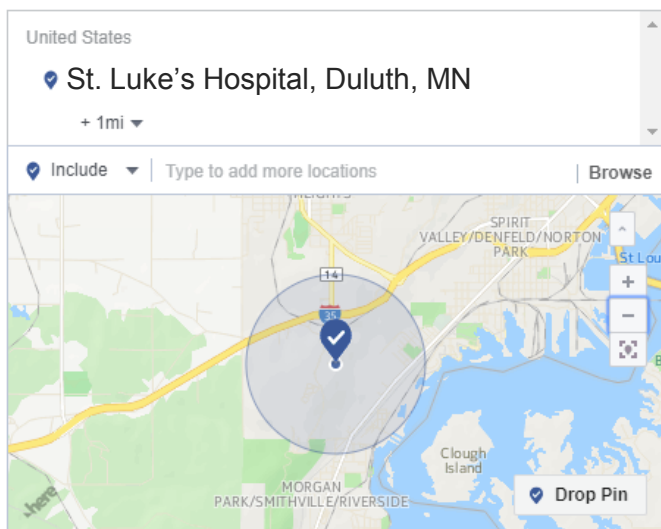 United States
St. Luke’s Hospital, Duluth, MN
+ 1mi
Include
Type to add more locations
Browse
HEIGHTS
SPIRIT
VALLEY/DENFELD/NORTON
PARK
St Lou
14
35
Clough
Island
MORGAN
PARK/SMITHVILLE/RIVERSIDE
here
Drop Pin